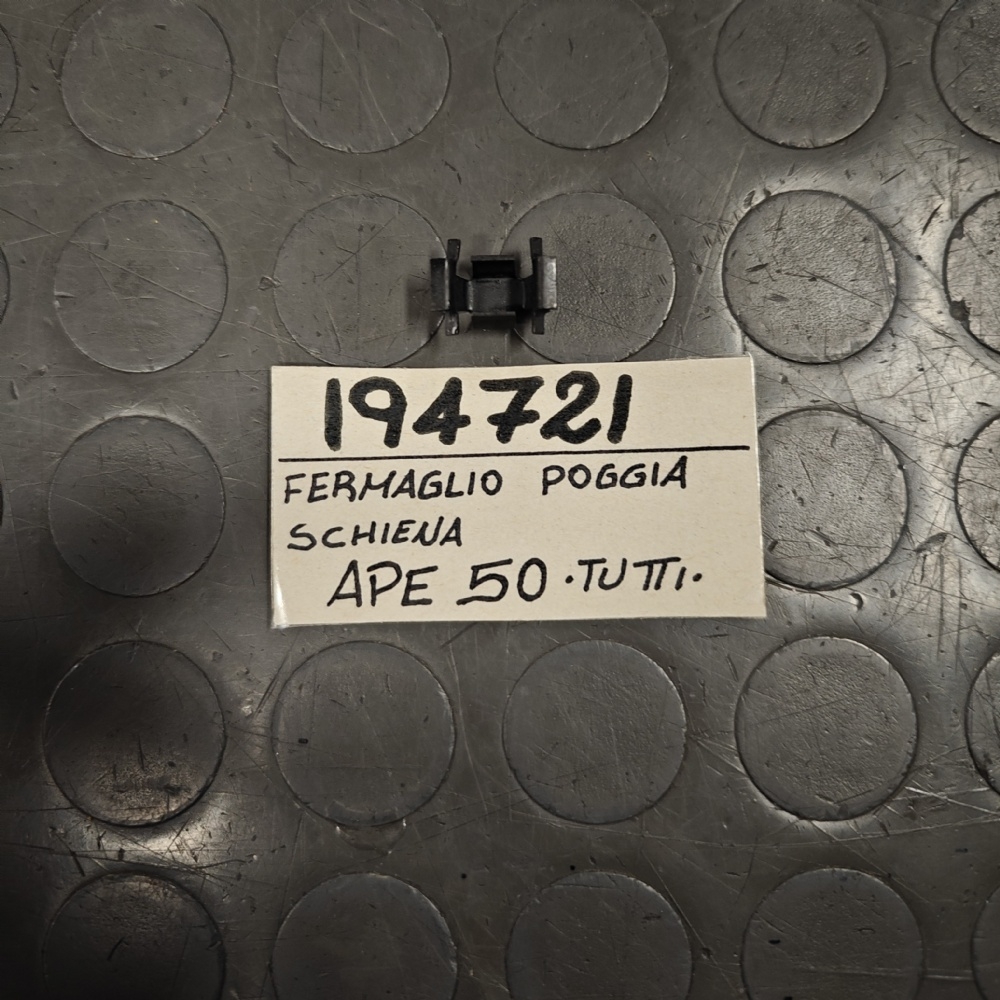 194721
FERMAGLIO POGGIA
SCHIENA
APE 50 •TUTTI•